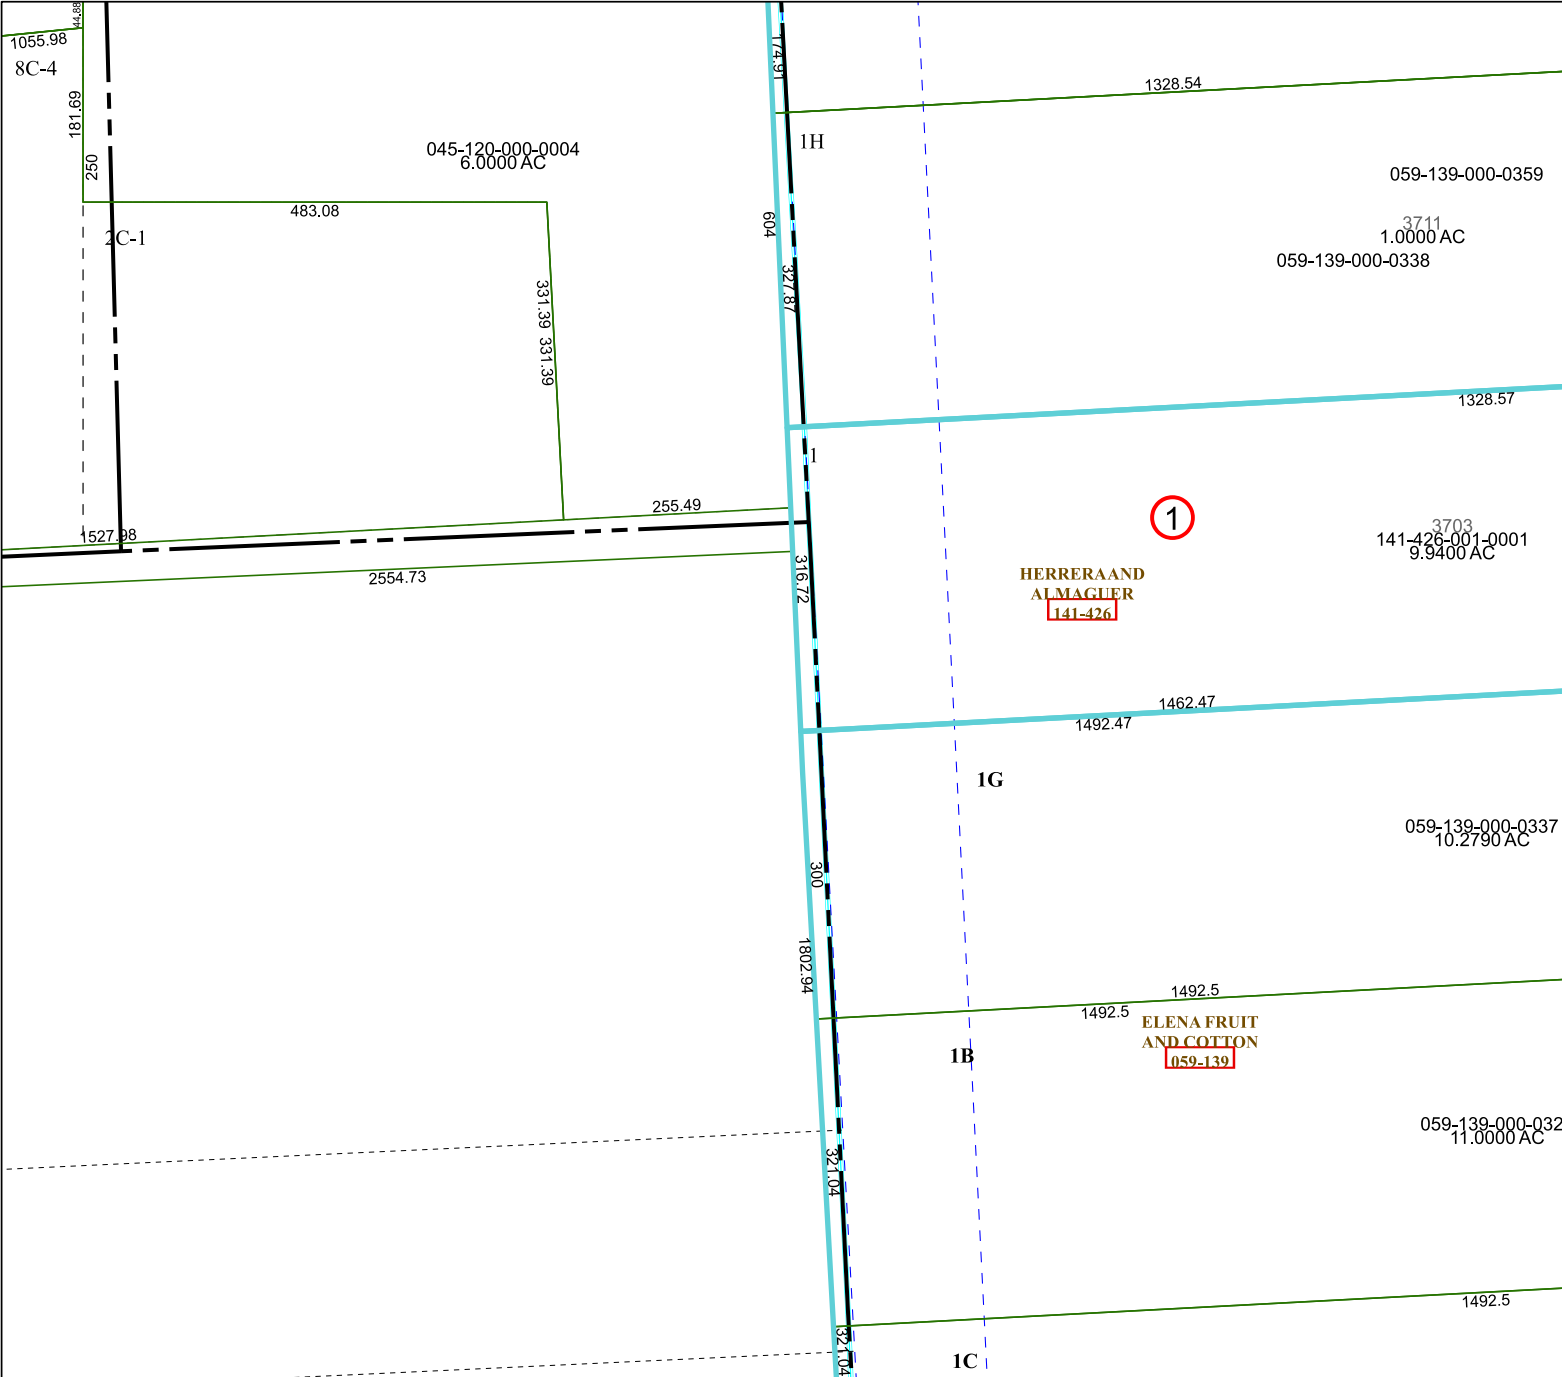 44.88
1055.98
8C-4
181.69
250
045-120-000-0004
6.0000 AC
483.08
2C-1
331.39
331.39
174.91
1328.54
1H
059-139-000-0359
3711
1.0000 AC
059-139-000-0338
604
327.87
1328.57
1
1
3703
141-426-001-0001
9.9400 AC
HERRERA AND
ALMAGUER
141-426
255.49
1527.98
2554.73
316.72
1462.47
1492.47
1G
059-139-000-0337
10.2790 AC
300
1802.94
1492.5
1492.5
ELENA FRUIT
AND COTTON
059-139
1B
059-139-000-032
11.0000 AC
321.04
1492.5
321.04
1C